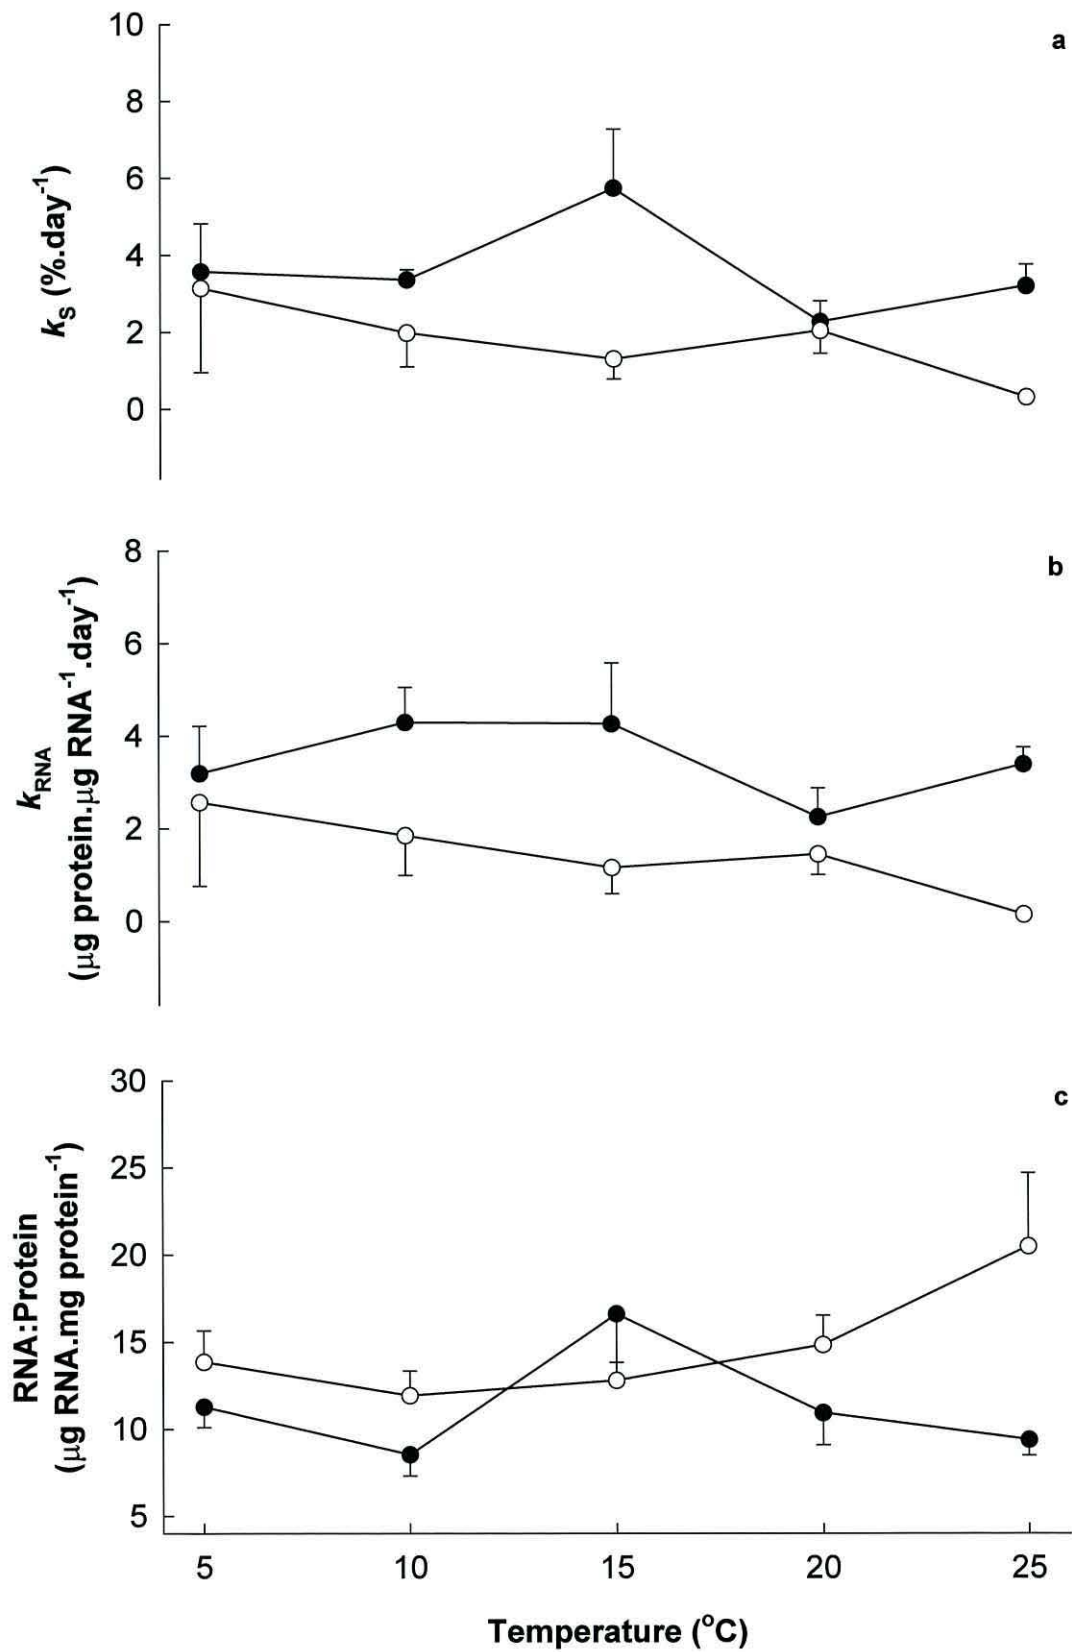 a
10
8
6
4
2
0
kS (%.day-1)
b
8
6
4
2
0
kRNA
(μg protein.μg RNA-1.day-1)
c
30
25
20
15
10
5
RNA:Protein
(μg RNA.mg protein-1)
5 10 15 20 25
Temperature (oC)